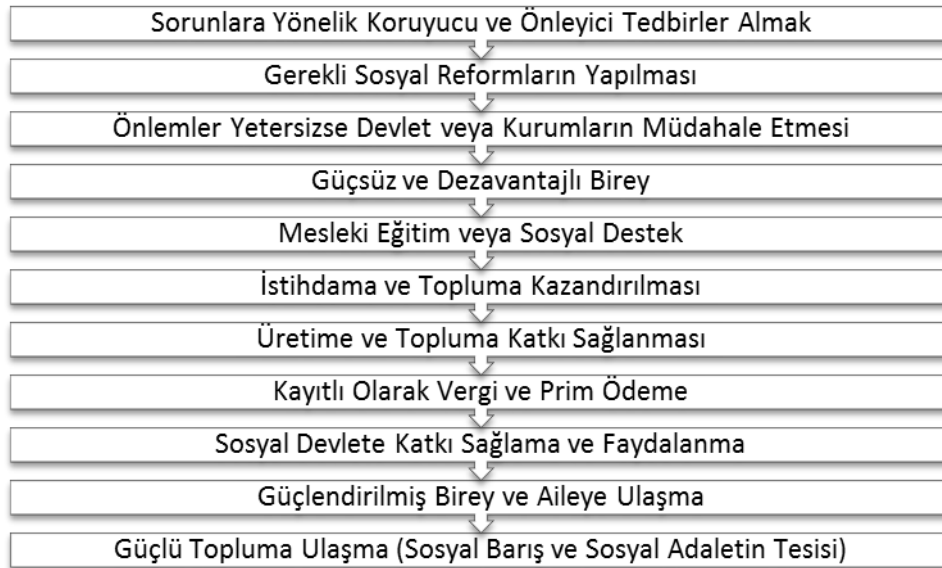 Sorunlara Yönelik Koruyucu ve Önleyici Tedbirler Almak
Gerekli Sosyal Reformların Yapılması
Önlemler Yetersizse Devlet veya Kurumların Müdahale Etmesi
Güçsüz ve Dezavantajlı Birey
Mesleki Eğitim veya Sosyal Destek
İstihdama ve Topluma Kazandırılması
Üretime ve Topluma Katkı Sağlanması
Kayıtlı Olarak Vergi ve Prim Ödeme
Sosyal Devlete Katkı Sağlama ve Faydalanma
Güçlendirilmiş Birey ve Aileye Ulaşma
Güçlü Topluma Ulaşma (Sosyal Barış ve Sosyal Adaletin Tesisi)